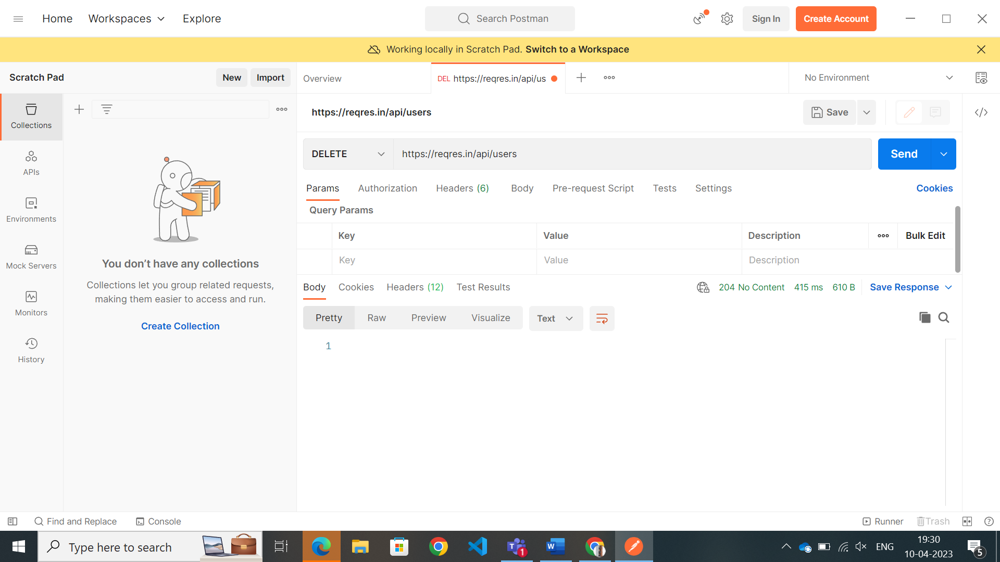 Home Workspaces Explore Search Postman Sign In Create Account
Working locally in Scratch Pad. Switch to a Workspace
Scratch Pad New Import Overview DEL https://reqres.in/api/us No Environment
Collections
APIs
Environments
Mock Servers
Monitors
History
You don’t have any collections
Collections let you group related requests,
making them easier to access and run.
Create Collection
https://reqres.in/api/users Save
DELETE https://reqres.in/api/users Send
Params Authorization Headers (6) Body Pre-request Script Tests Settings Cookies
Query Params
Key Value Description Bulk Edit
Key Value Description
Body Cookies Headers (12) Test Results 204 No Content 415 ms 610 B Save Response
Pretty Raw Preview Visualize Text
1
Find and Replace Console Runner Trash
Type here to search 1 ENG 19:30
10-04-2023 5